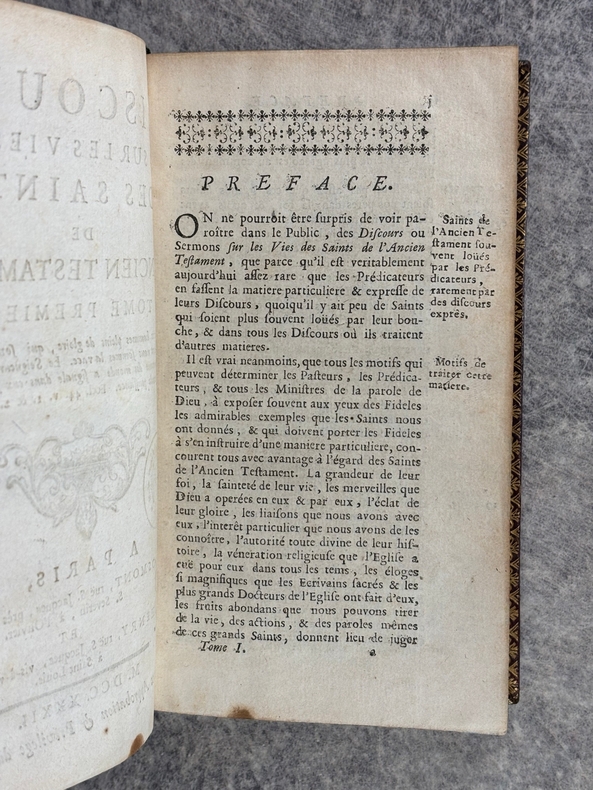 PREFACE.
ON ne pourroit être surpris de voir pa-
roître dans le Public, des Discours ou
Sermons sur les Vies des Saints de l'Ancien
Testament, que parce qu'il est veritablement
aujourd'hui assez rare que les Prédicateurs
en fassent la matiere particuliere & expresse de
leurs Discours, quoiqu'il y ait peu de Saints
qui soient plus souvent loüés par leur bou-
che, & dans tous les Discours où ils traitent
d'autres matieres.
Il est vrai neanmoins, que tous les motifs qui
peuvent déterminer les Pasteurs, les Prédica-
teurs, & tous les Ministres de la parole de
Dieu, à exposer souvent aux yeux des Fideles
les admirables exemples que les Saints nous
ont donnés, & qui doivent porter les Fideles
à s'en instruire d'une maniere particuliere, con-
courent tous avec avantage à l'égard des Saints
de l'Ancien Testament. La grandeur de leur
foi, la sainteté de leur vie, les merveilles que
Dieu a operées en eux & par eux, l'éclat de
leur gloire, les liaisons que nous avons avec
eux, l'interêt particulier que nous avons de les
connoître, l'autorité toute divine de leur his-
toire, la véneration religieuse que l'Eglise a
euë pour eux dans tous les tems, les éloges
si magnifiques que les Ecrivains sacrés & les
plus grands Docteurs de l'Eglise ont fait d'eux,
les fruits abondans que nous pouvons tirer
de la vie, des actions, & des paroles mêmes
de ces grands Saints, donnent lieu de juger
Tome I.
a
Saints de
l'Ancien Te-
stament sou-
vent loüés
par les Pré-
dicateurs,
rarement par
des discours
exprès.
Motifs de
traiter cette
matiere.